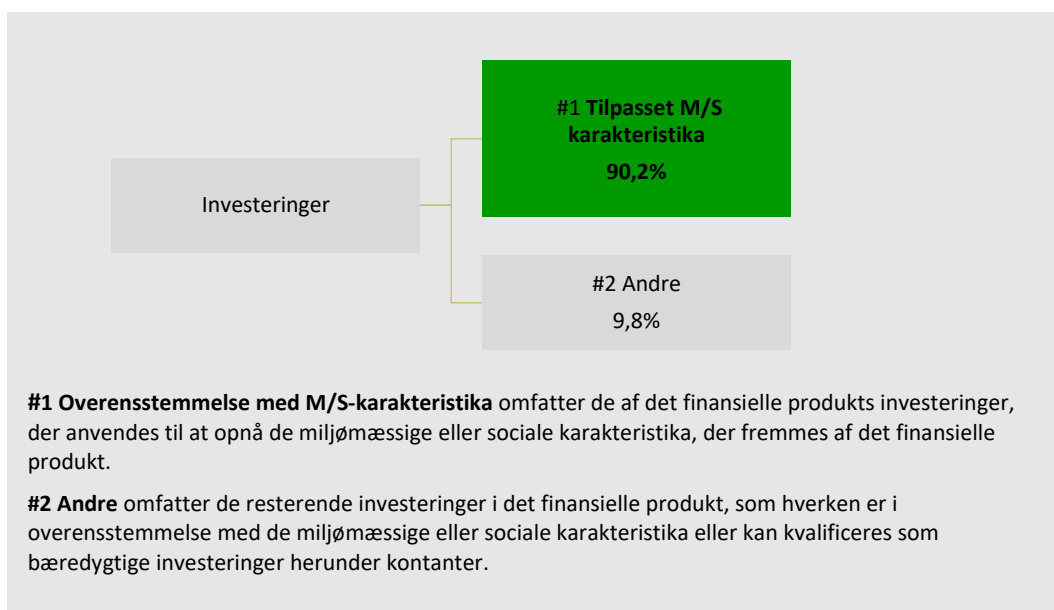 #1 Tilpasset M/S
karakteristika
90,2%
Investeringer
#2 Andre
9,8%
#1 Overensstemmelse med M/S-karakteristika omfatter de af det finansielle produkts investeringer,
der anvendes til at opnå de miljømæssige eller sociale karakteristika, der fremmes af det finansielle
produkt.
#2 Andre omfatter de resterende investeringer i det finansielle produkt, som hverken er i
overensstemmelse med de miljømæssige eller sociale karakteristika eller kan kvalificeres som
bæredygtige investeringer herunder kontanter.